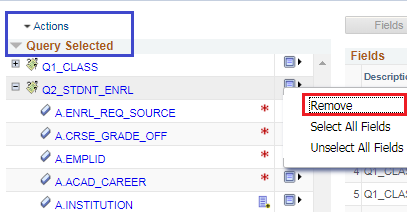 Actions
Fields
Query Selected
Q1_CLASS
Fields
Descriptio
Q2_STDNT_ENRL
A.ENRL_REQ_SOURCE
Remove
A.CRSE_GRADE_OFF
Select All Fields
A.EMPLID
Unselect All Fields
A.ACAD_CAREER
4 Q1_CLAS
A.INSTITUTION
5 Q1_CLAS